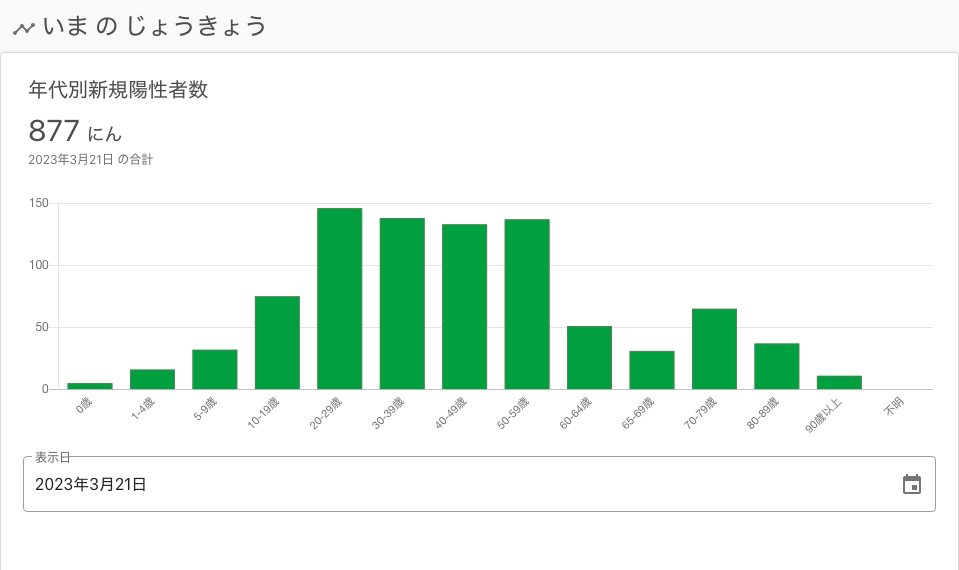 いま の じょうきょう
年代別新規陽性者数
877 にん
2023年3月21日 の合計
150
100
50
0
0歳
1-4歳
5-9歳
10-19歳
20-29歳
30-39歳
40-49歳
50-59歳
60-64歳
65-69歳
70-79歳
80-89歳
90歳以上
不明
表示日
2023年3月21日